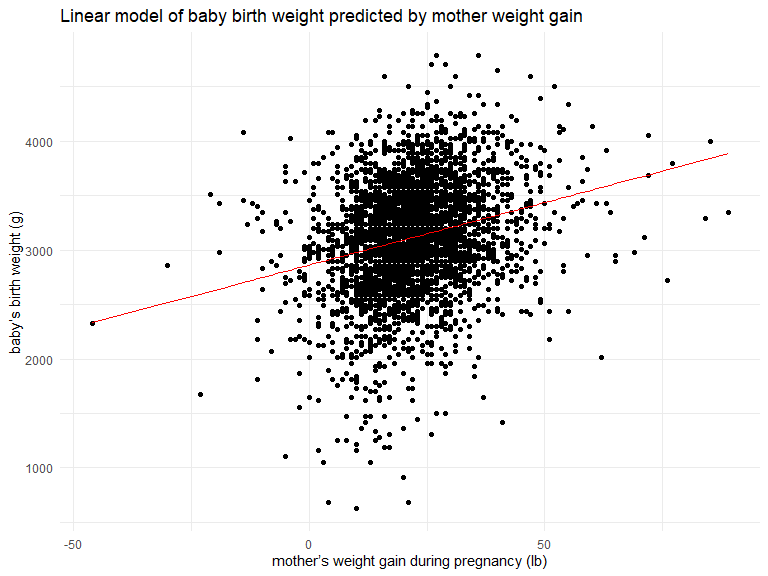 Linear model of baby birth weight predicted by mother weight gain
4000
3000
2000
1000
baby's birth weight (g)
-50
0
50
mother's weight gain during pregnancy (lb)